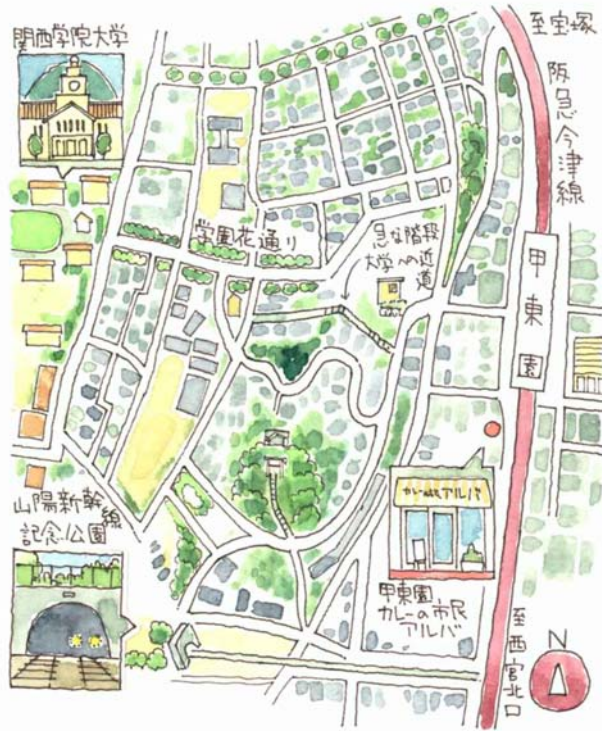 関西学院大学
至宝塚
阪急今津線
学園花通り
急な階段
大学への近道
甲東園
山陽新幹線
記念公園
カレーの市民アルバ
甲東園
カレーの市民
アルバ
至西宮北口
N